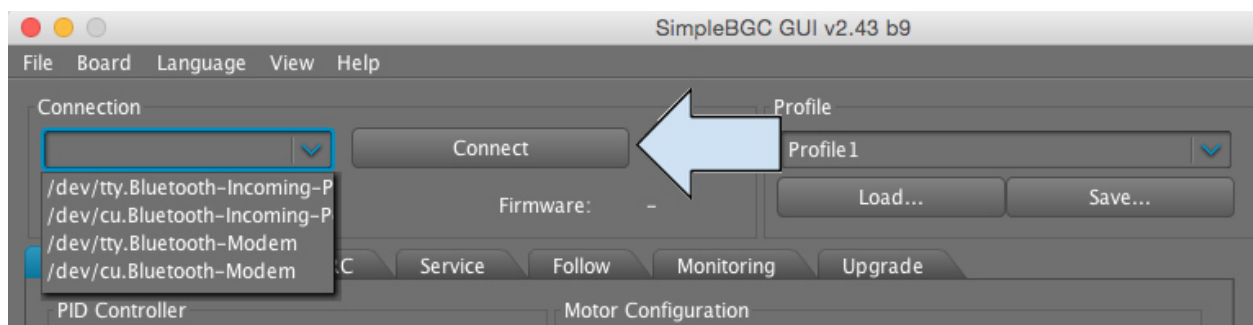 SimpleBGC GUI v2.43 b9
File Board Language View Help
Connection
Profile
Connect
Profile1
/dev/tty.Bluetooth-Incoming-P
/dev/cu.Bluetooth-Incoming-P
/dev/tty.Bluetooth-Modem
/dev/cu.Bluetooth-Modem
Firmware: -
Load... Save...
C Service Follow Monitoring Upgrade
PID Controller
Motor Configuration